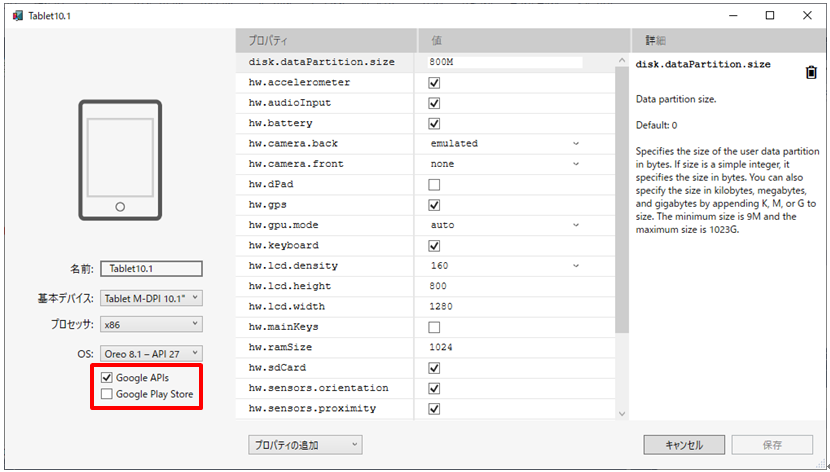 Tablet10.1
プロパティ 値 詳細
disk.dataPartition.size 800M
hw.accelerometer
hw.audioInput
hw.battery
hw.camera.back emulated
hw.camera.front none
hw.dPad
hw.gps
hw.gpu.mode auto
hw.keyboard
hw.lcd.density 160
hw.lcd.height 800
hw.lcd.width 1280
hw.mainKeys
hw.ramSize 1024
hw.sdCard
hw.sensors.orientation
hw.sensors.proximity
disk.dataPartition.size
Data partition size.
Default: 0
Specifies the size of the user data partition
in bytes. If size is a simple integer, it
specifies the size in bytes. You can also
specify the size in kilobytes, megabytes,
and gigabytes by appending K, M, or G to
size. The minimum size is 9M and the
maximum size is 1023G.
名前: Tablet10.1
基本デバイス: Tablet M-DPI 10.1"
プロセッサ: x86
OS: Oreo 8.1 – API 27
Google APIs
Google Play Store
プロパティの追加
キャンセル 保存